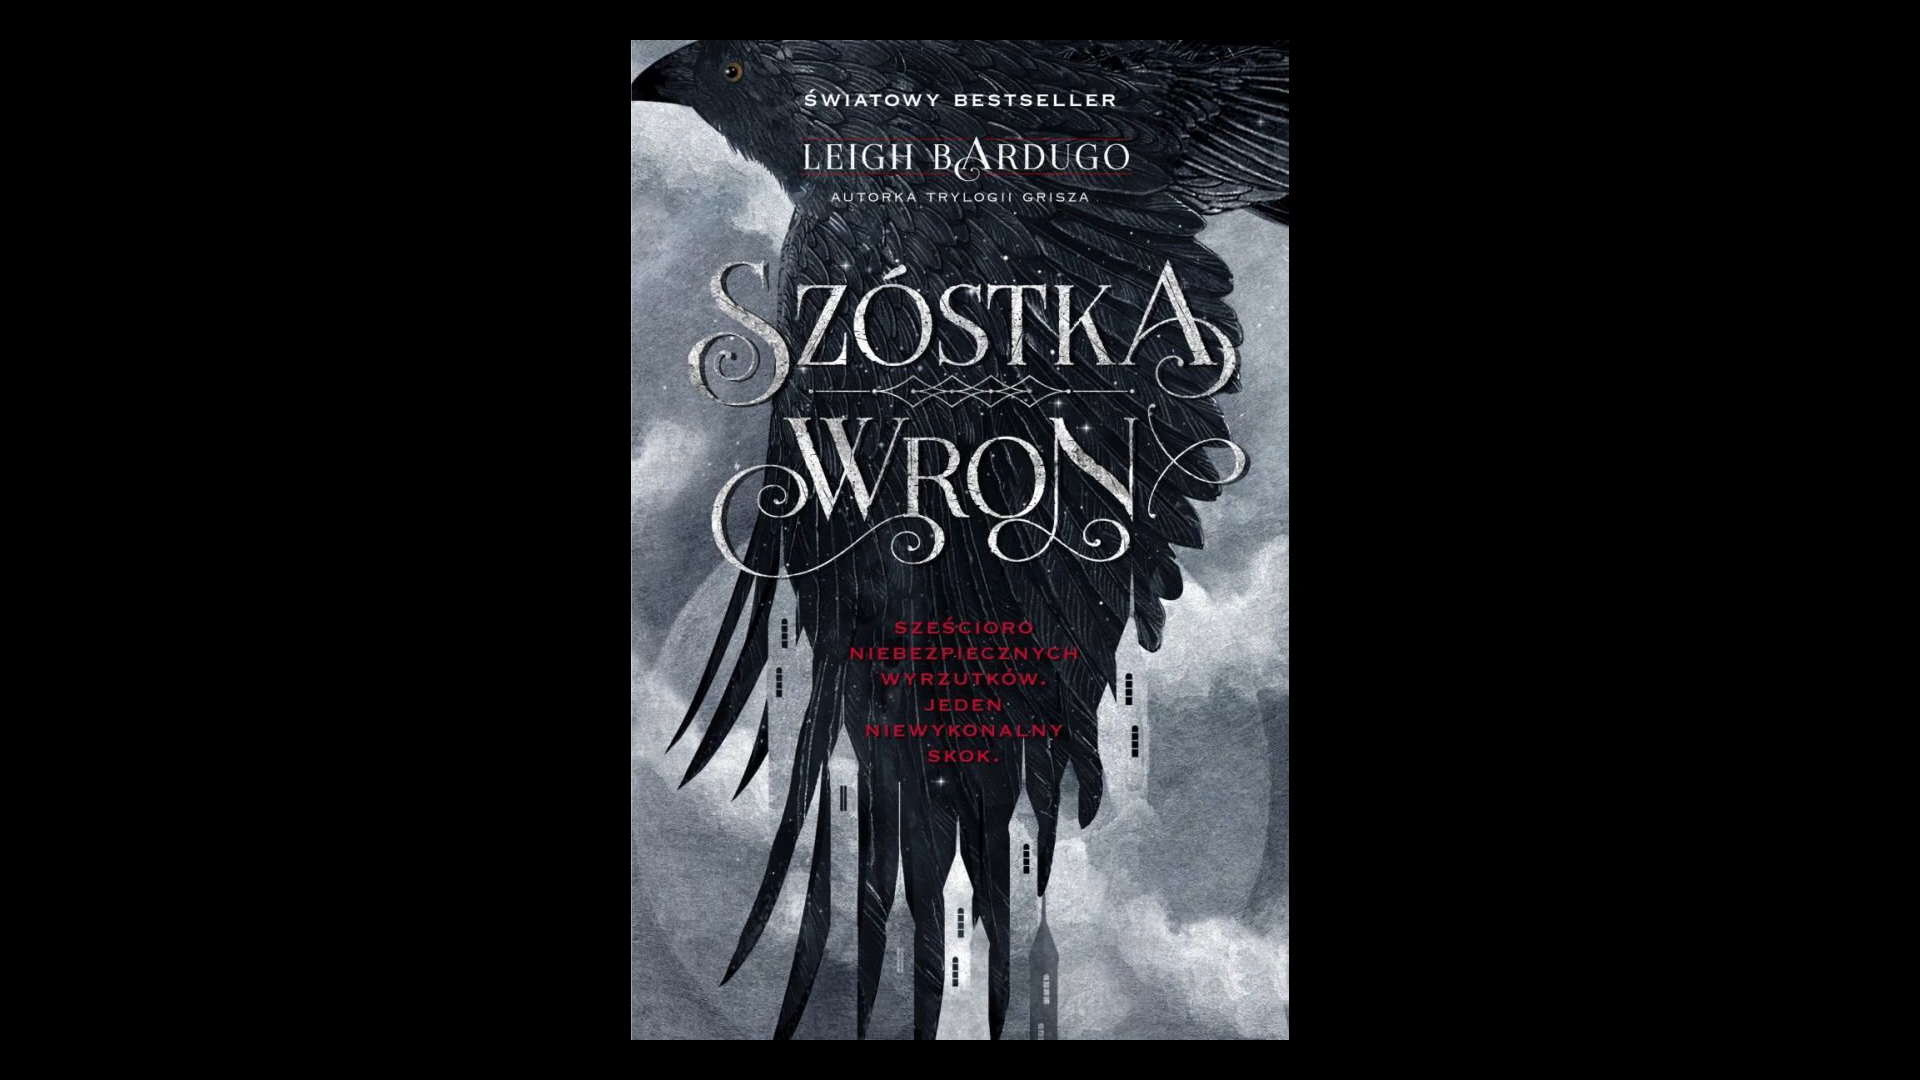 ŚWIATOWY BESTSELLER
LEIGH BARDUGO
AUTORKA TRYLOGII GRISZA
SZÓSTKA
WRON
SZEŚCIORO
NIEBEZPIECZNYCH
WYRZUTKÓW.
JEDEN
NIEWYKONALNY
SKOK.